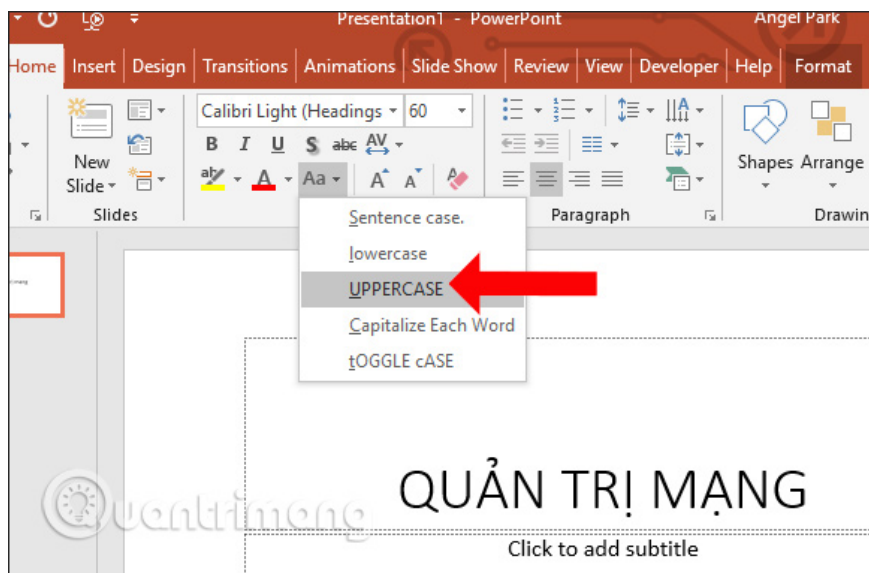 Presentation1 - PowerPoint
Angel Park
Home Insert Design Transitions Animations Slide Show Review View Developer Help Format
Calibri Light (Headings 60
B I U S abc AV
New
Slide
aby A Aa A A
Shapes Arrange
Slides
Paragraph
Drawin
Sentence case.
lowercase
UPPERCASE
Capitalize Each Word
tOGGLE cASE
QUẢN TRỊ MẠNG
Quantrimang
Click to add subtitle